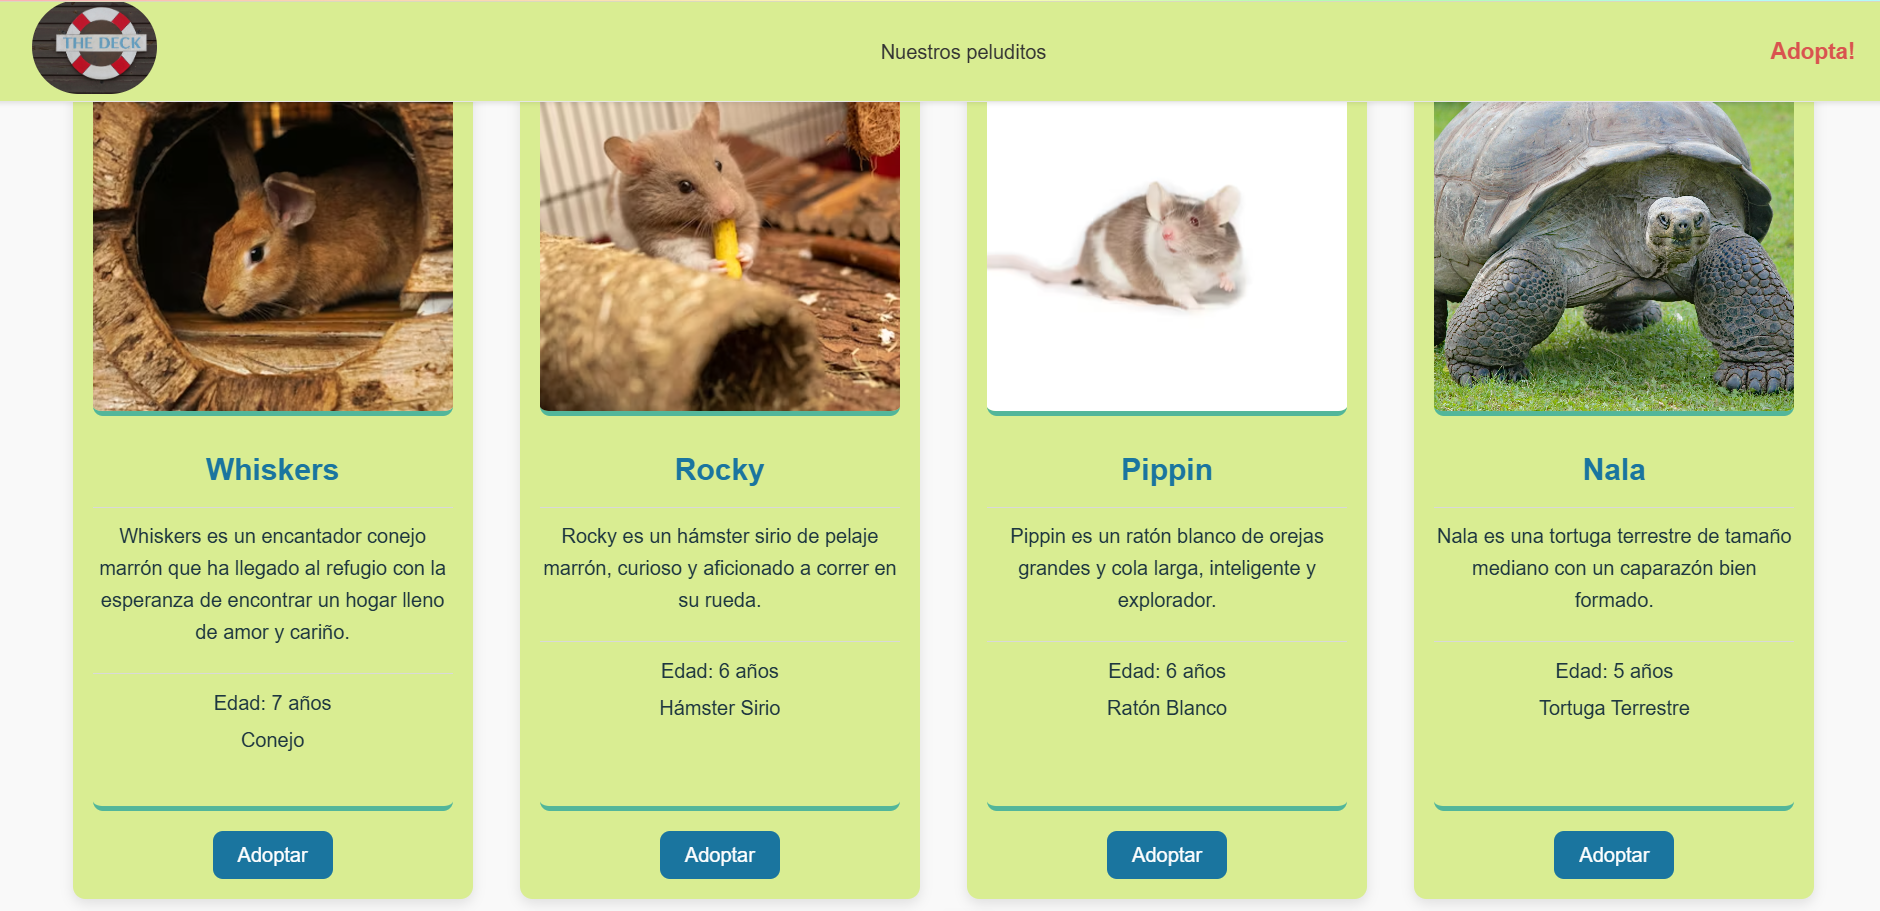 THE DECK
Nuestros peluditos
Adopta!
Whiskers
Whiskers es un encantador conejo
marrón que ha llegado al refugio con la
esperanza de encontrar un hogar lleno
de amor y cariño.
Edad: 7 años
Conejo
Adoptar
Rocky
Rocky es un hámster sirio de pelaje
marrón, curioso y aficionado a correr en
su rueda.
Edad: 6 años
Hámster Sirio
Adoptar
Pippin
Pippin es un ratón blanco de orejas
grandes y cola larga, inteligente y
explorador.
Edad: 6 años
Ratón Blanco
Adoptar
Nala
Nala es una tortuga terrestre de tamaño
mediano con un caparazón bien
formado.
Edad: 5 años
Tortuga Terrestre
Adoptar